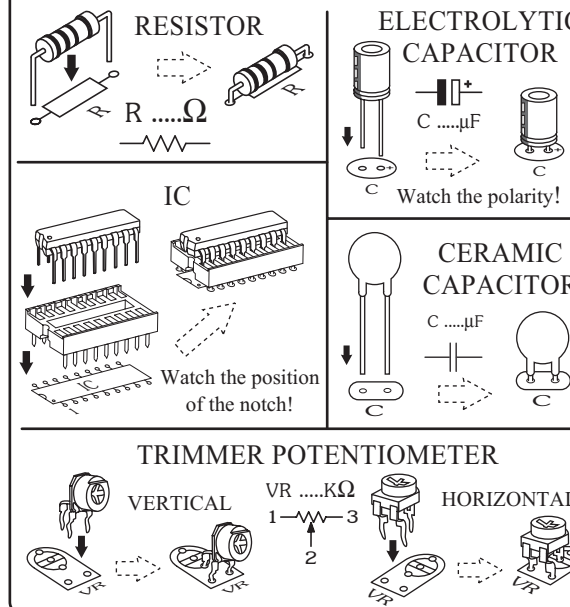 RESISTOR
R
R
R .....Ω
ELECTROLYTIC
CAPACITOR
+
C .....µF
+
C
+
C
Watch the polarity!
IC
IC
1
Watch the position
of the notch!
CERAMIC
CAPACITOR
C .....µF
C
C
TRIMMER POTENTIOMETER
VERTICAL
VR
VR
VR .....KΩ
1
3
2
HORIZONTAL
VR
VR